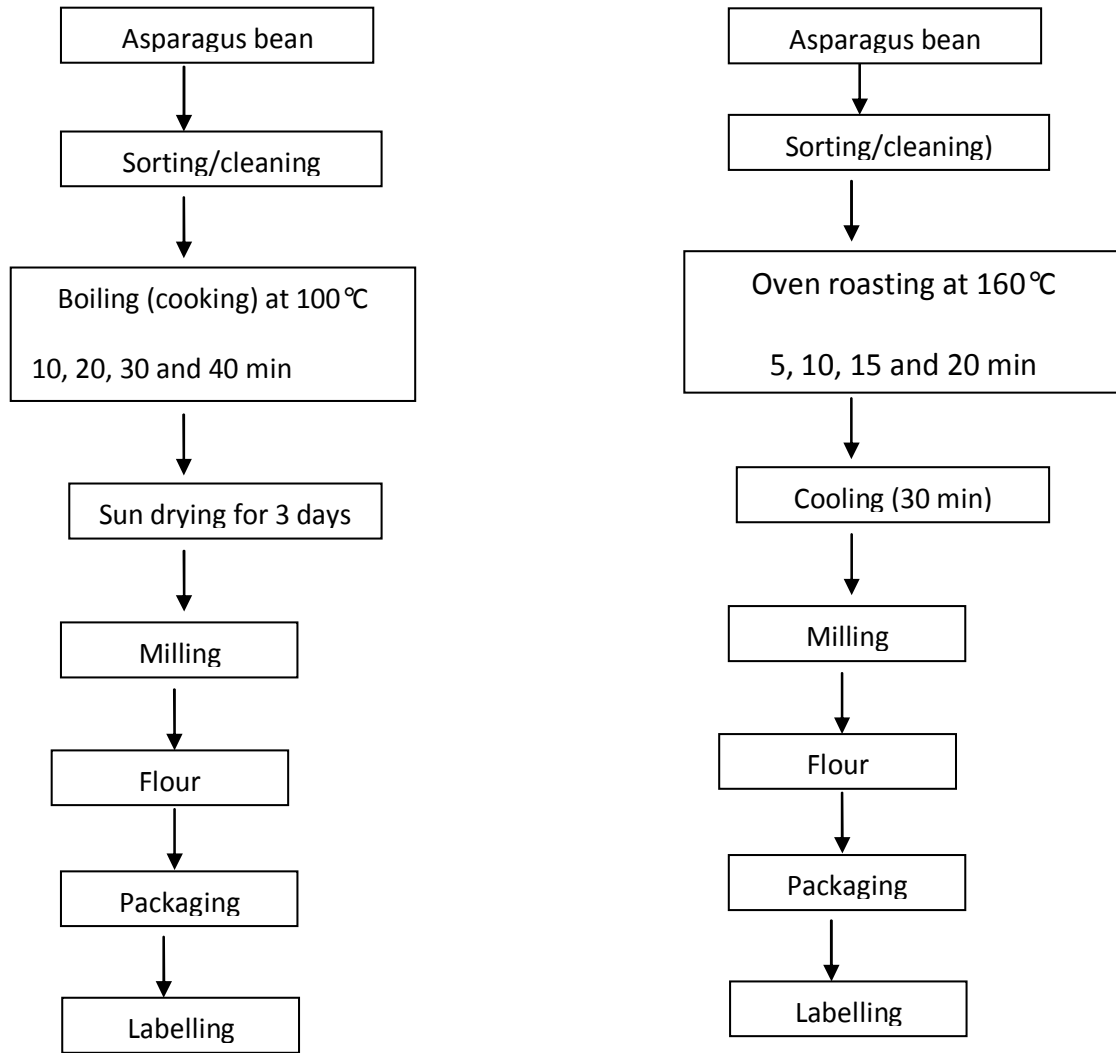 Asparagus bean
Sorting/cleaning
Boiling (cooking) at 100℃
10, 20, 30 and 40 min
Sun drying for 3 days
Milling
Flour
Packaging
Labelling
Asparagus bean
Sorting/cleaning)
Oven roasting at 160℃
5, 10, 15 and 20 min
Cooling (30 min)
Milling
Flour
Packaging
Labelling